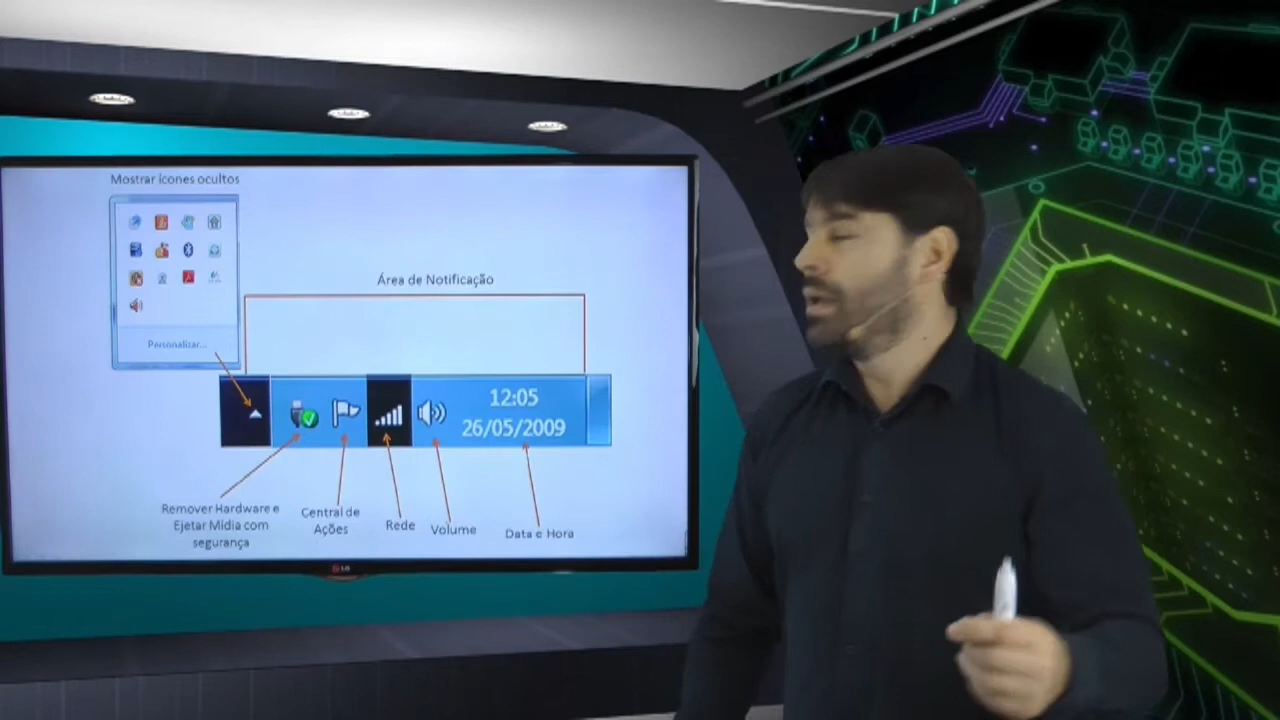 Mostrar ícones ocultos
Personalizar...
Área de Notificação
12:05
26/05/2009
Remover Hardware e
Ejetar Mídia com
segurança
Central de
Ações
Rede
Volume
Data e Hora
LG